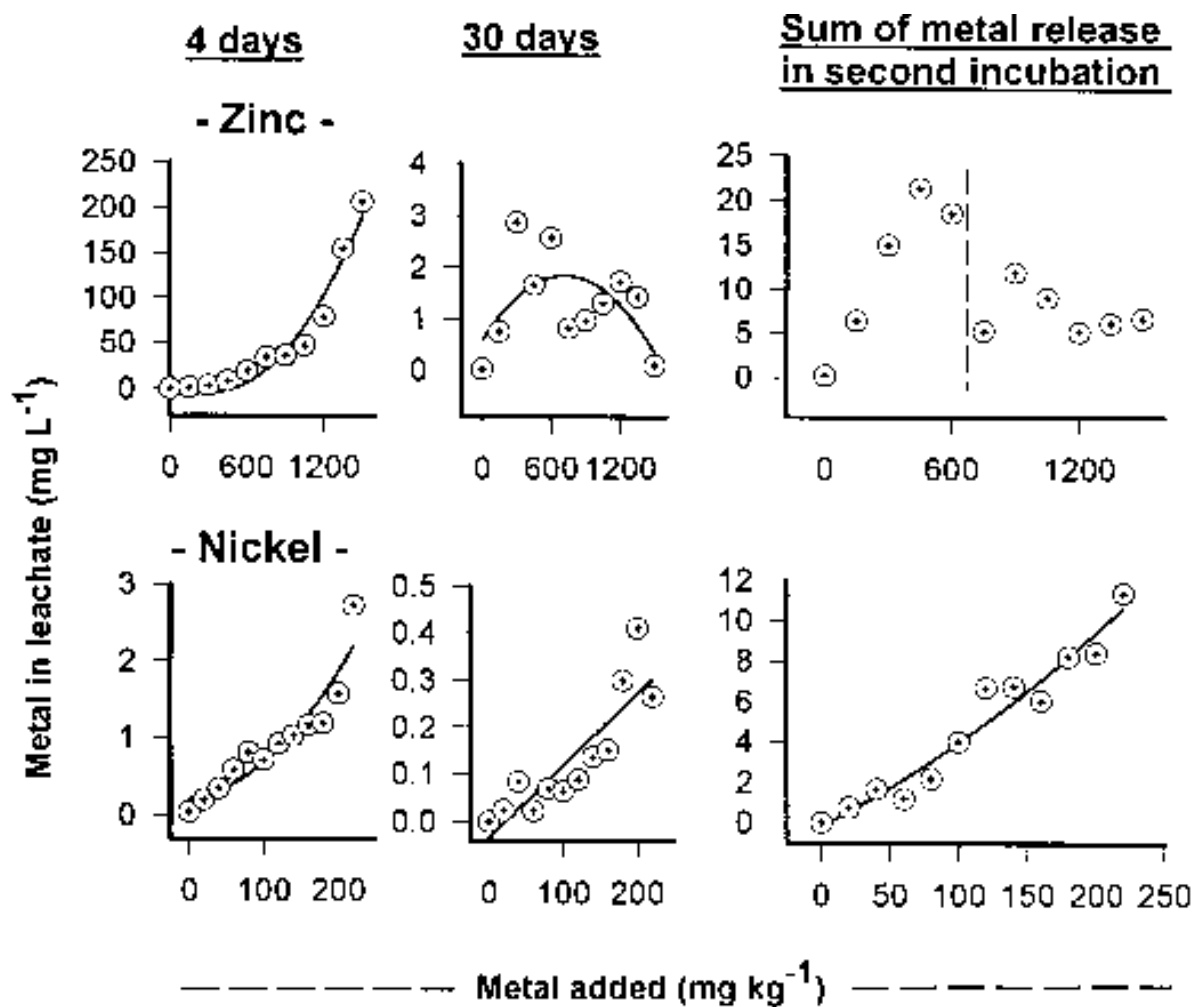 4 days 30 days Sum of metal release
in second incubation
- Zinc -
250 200 150 100 50 0
4 3 2 1 0
25 20 15 10 5 0
0 600 1200
0 600 1200
0 600 1200
Metal in leachate (mg L⁻¹)
- Nickel -
3 2 1 0
0.5 0.4 0.3 0.2 0.1 0.0
12 10 8 6 4 2 0
0 100 200
0 100 200
0 50 100 150 200 250
Metal added (mg kg⁻¹)